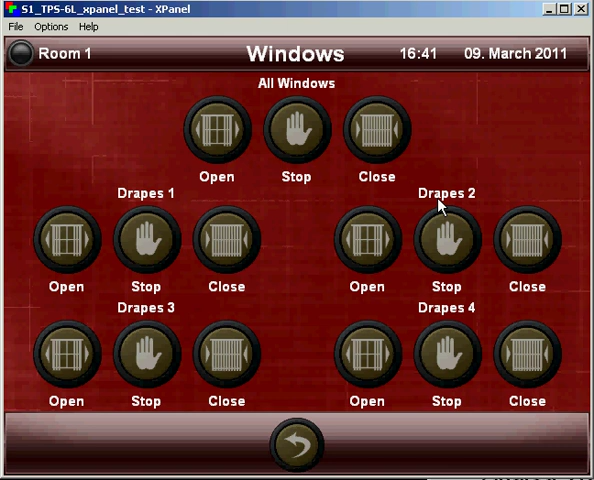 S1_TPS-6L_xpanel_test - XPanel
File Options Help
Room 1 Windows 16:41 09. March 2011
All Windows
Open Stop Close
Drapes 1 Drapes 2
Open Stop Close Open Stop Close
Drapes 3 Drapes 4
Open Stop Close Open Stop Close